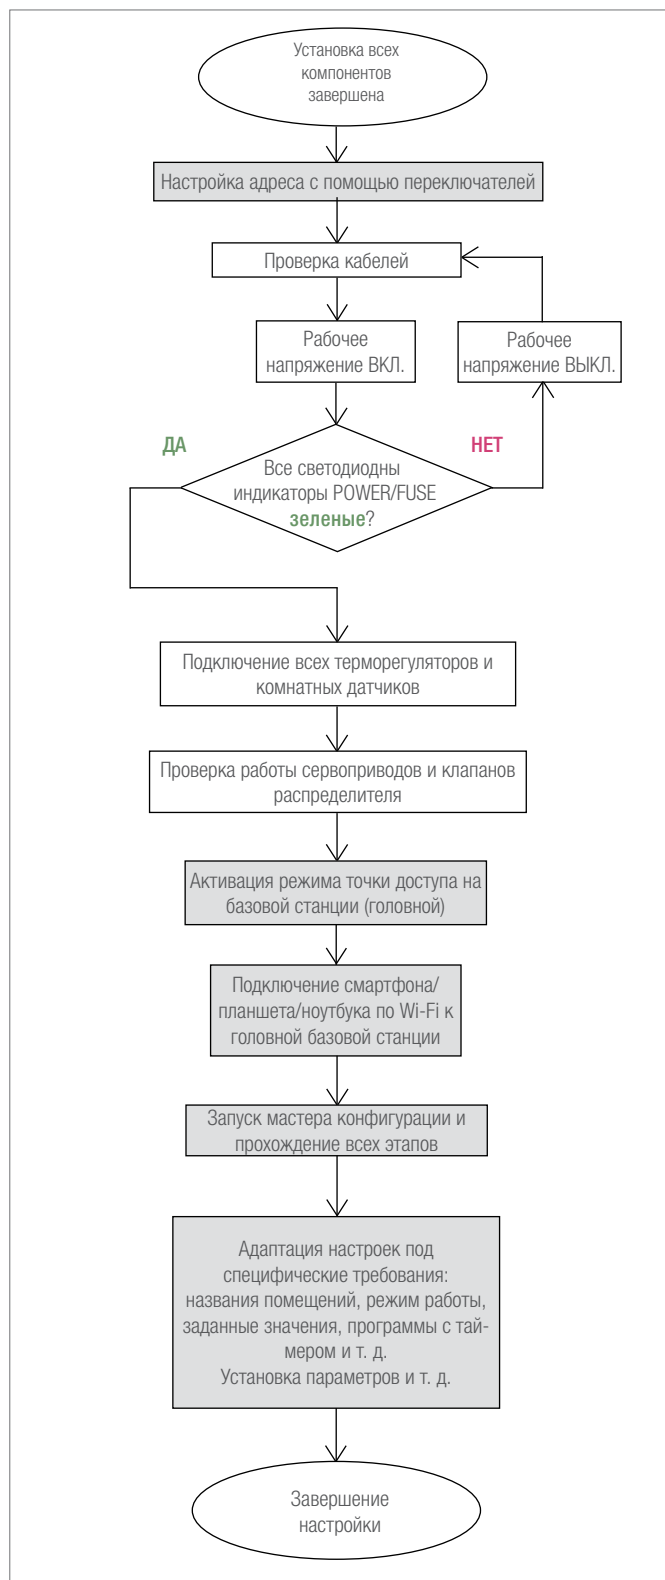 Установка всех
компонентов
завершена
Настройка адреса с помощью переключателей
Проверка кабелей
Рабочее
напряжение ВКЛ.
Рабочее
напряжение ВЫКЛ.
ДА
НЕТ
Все светодиодны
индикаторы POWER/FUSE
зеленые?
Подключение всех терморегуляторов и
комнатных датчиков
Проверка работы сервоприводов и клапанов
распределителя
Активация режима точки доступа на
базовой станции (головной)
Подключение смартфона/
планшета/ноутбука по Wi-Fi к
головной базовой станции
Запуск мастера конфигурации и
прохождение всех этапов
Адаптация настроек под
специфические требования:
названия помещений, режим работы,
заданные значения, программы с тай-
мером и т. д.
Установка параметров и т. д.
Завершение
настройки